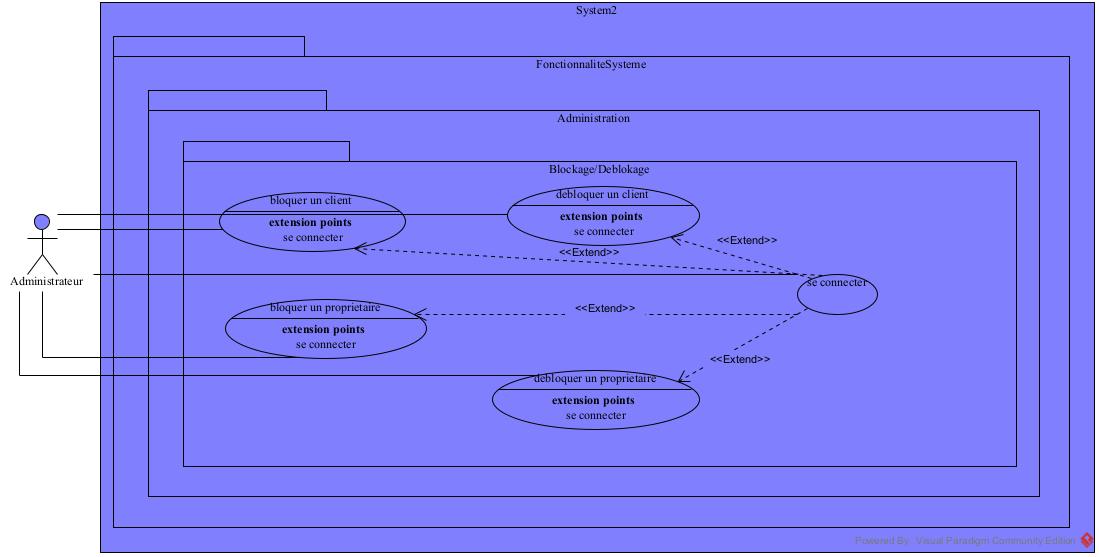 System2
FonctionnaliteSysteme
Administration
Blockage/Deblokage
bloquer un client
extension points
se connecter
debloquer un client
extension points
se connecter
<<Extend>>
<<Extend>>
Administrateur
se connecter
bloquer un proprietaire
extension points
se connecter
<<Extend>>
<<Extend>>
debloquer un proprietaire
extension points
se connecter
Powered By Visual Paradigm Community Edition